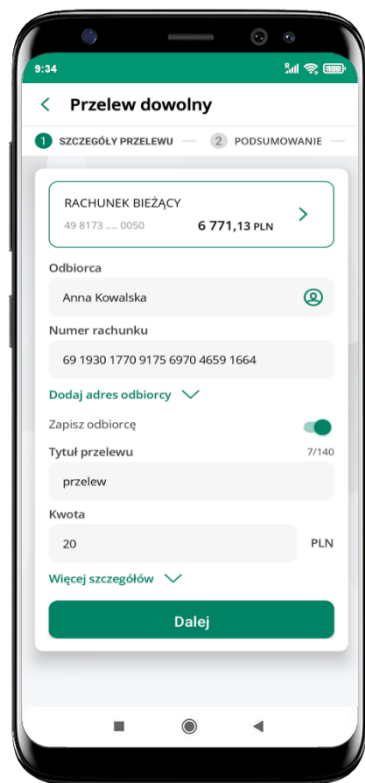 9:34
100
Przelew dowolny
1 SZCZEGÓŁY PRZELEWU 2 PODSUMOWANIE
RACHUNEK BIEŻĄCY
49 8173 .... 0050 6 771,13 PLN
Odbiorca
Anna Kowalska
Numer rachunku
69 1930 1770 9175 6970 4659 1664
Dodaj adres odbiorcy
Zapisz odbiorcę
Tytuł przelewu 7/140
przelew
Kwota
20 PLN
Więcej szczegółów
Dalej